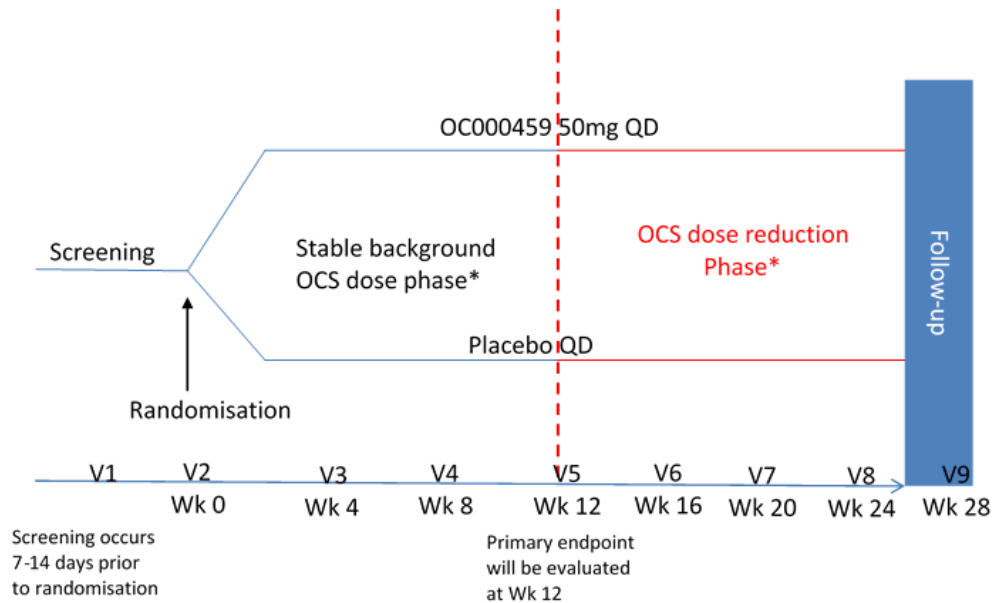 OC000459 50mg QD
Screening
Stable background
OCS dose phase*
OCS dose reduction
Phase*
Follow-up
Placebo QD
Randomisation
V1 V2 V3 V4 V5 V6 V7 V8 V9
Wk 0 Wk 4 Wk 8 Wk 12 Wk 16 Wk 20 Wk 24 Wk 28
Screening occurs
7-14 days prior
to randomisation
Primary endpoint
will be evaluated
at Wk 12